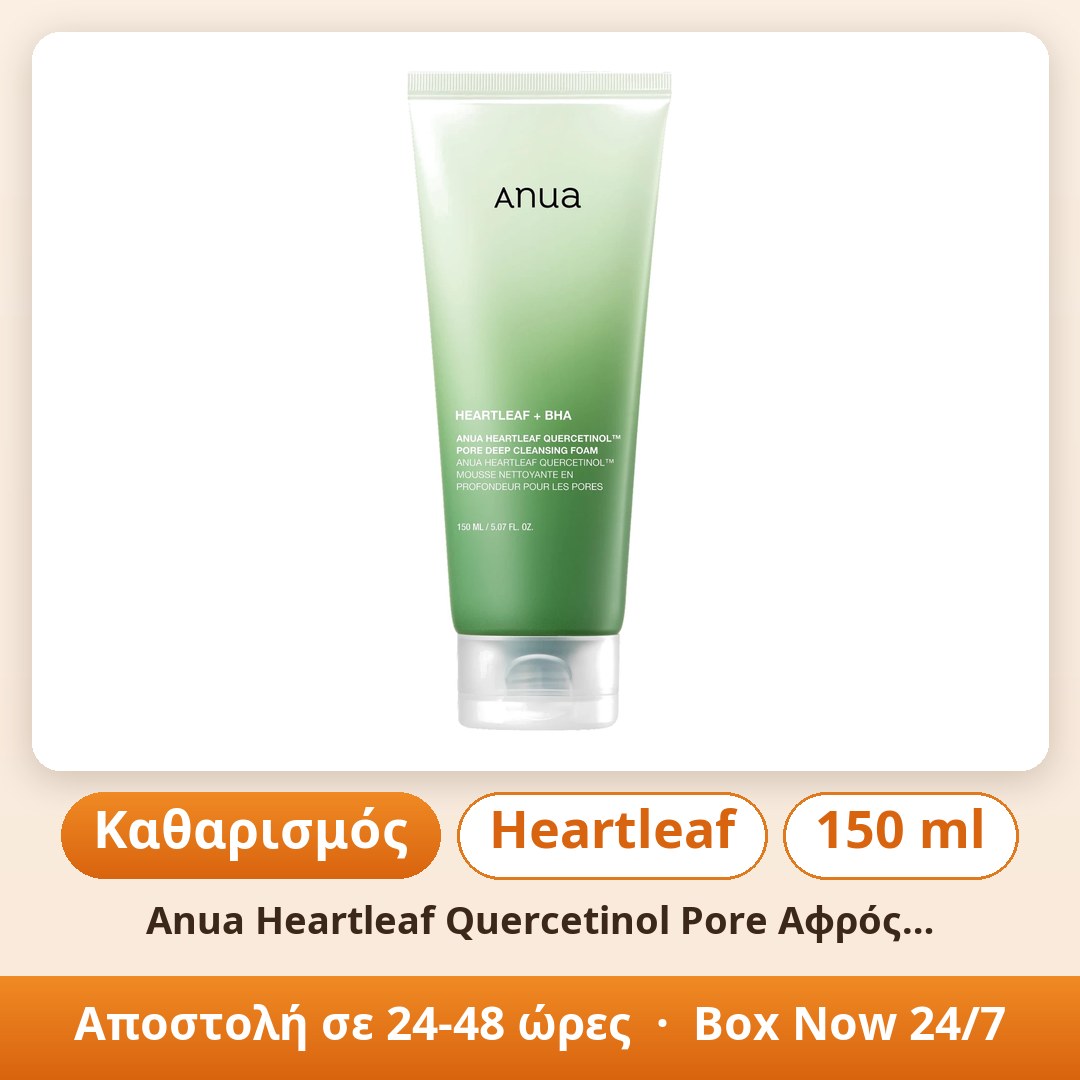 Anua
HEARTLEAF + BHA
ANUA HEARTLEAF QUERCETINOL™
PORE DEEP CLEANSING FOAM
ANUA HEARTLEAF QUERCETINOL™
MOUSSE NETTOYANTE EN
PROFONDEUR POUR LES PORES
150 ML / 5.07 FL. OZ.
Καθαρισμός Heartleaf 150 ml
Anua Heartleaf Quercetinol Pore Αφρός...
Αποστολή σε 24-48 ώρες · Box Now 24/7